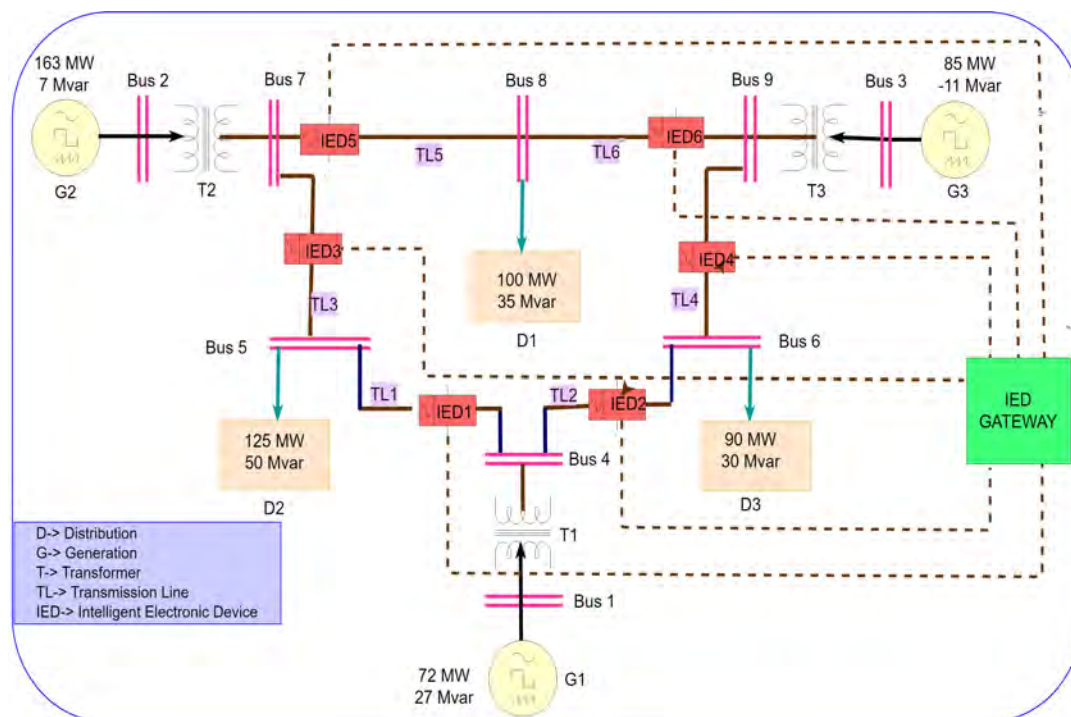 163 MW
7 Mvar
Bus 2
Bus 7
Bus 8
Bus 9
Bus 3
85 MW
-11 Mvar
IED5
IED6
TL5
TL6
G2
T2
T3
G3
IED3
IED4
100 MW
35 Mvar
TL3
TL4
D1
Bus 5
Bus 6
TL1
TL2
IED1
IED2
IED
GATEWAY
125 MW
50 Mvar
Bus 4
90 MW
30 Mvar
D2
D3
T1
D-> Distribution
G-> Generation
T-> Transformer
TL-> Transmission Line
IED-> Intelligent Electronic Device
Bus 1
72 MW
27 Mvar
G1